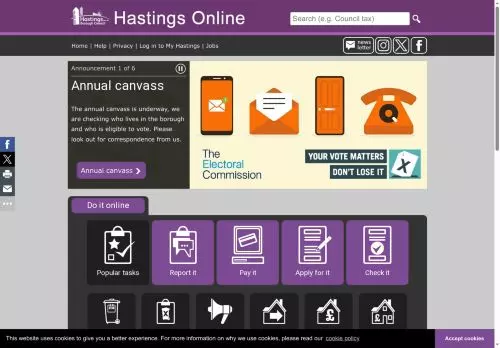 Hastings
Borough Council
Hastings Online
Search (e.g. Council tax)
Home | Help | Privacy | Log in to My Hastings | Jobs
news
letter
Announcement 1 of 6
Annual canvass
The annual canvass is underway, we
are checking who lives in the borough
and who is eligible to vote. Please
look out for correspondence from us.
Annual canvass
The
Electoral
Commission
YOUR VOTE MATTERS
DON'T LOSE IT
Do it online
Popular tasks
Report it
Pay it
Apply for it
Check it
This website uses cookies to give you a better experience. For more information on why we use cookies, please read our cookie policy.
Accept cookies